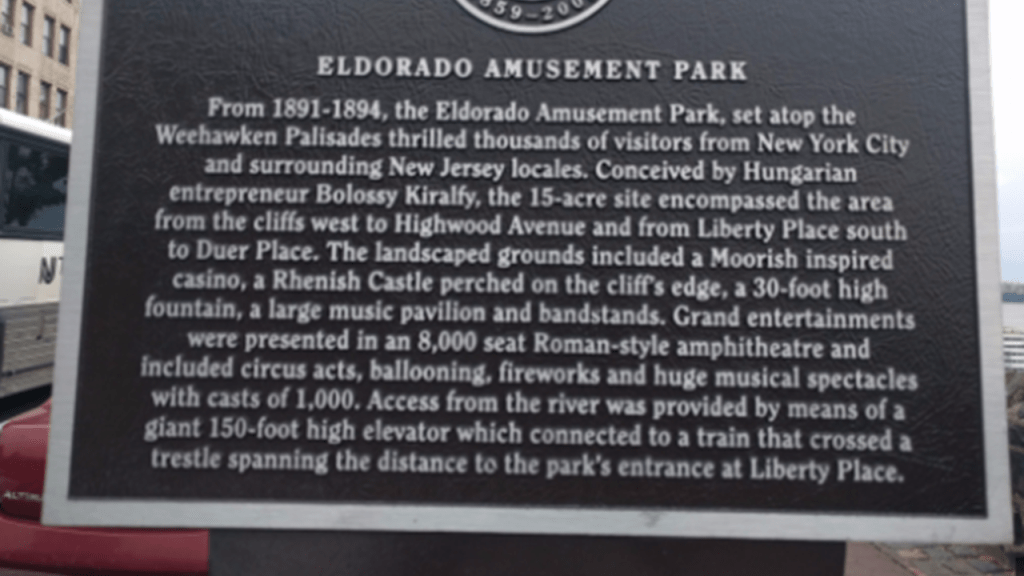 1859-200
ELDORADO AMUSEMENT PARK
From 1891-1894, the Eldorado Amusement Park, set atop the
Weehawken Palisades thrilled thousands of visitors from New York City
and surrounding New Jersey locales. Conceived by Hungarian
entrepreneur Bolossy Kiralfy, the 15-acre site encompassed the area
from the cliffs west to Highwood Avenue and from Liberty Place south
to Duer Place. The landscaped grounds included a Moorish inspired
casino, a Rhenish Castle perched on the cliff's edge, a 30-foot high
fountain, a large music pavilion and bandstands. Grand entertainments
were presented in an 8,000 seat Roman-style amphitheatre and
included circus acts, ballooning, fireworks and huge musical spectacles
with casts of 1,000. Access from the river was provided by means of a
giant 150-foot high elevator which connected to a train that crossed a
trestle spanning the distance to the park's entrance at Liberty Place.
ALTIMA